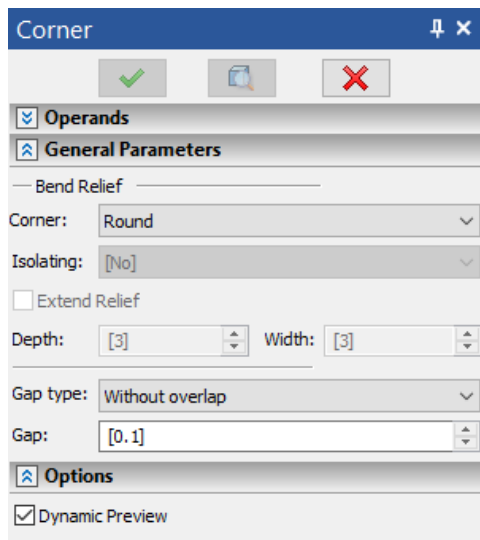 Corner
Operands
General Parameters
Bend Relief
Corner: Round
Isolating: [No]
Extend Relief
Depth: [3] Width: [3]
Gap type: Without overlap
Gap: [0.1]
Options
Dynamic Preview